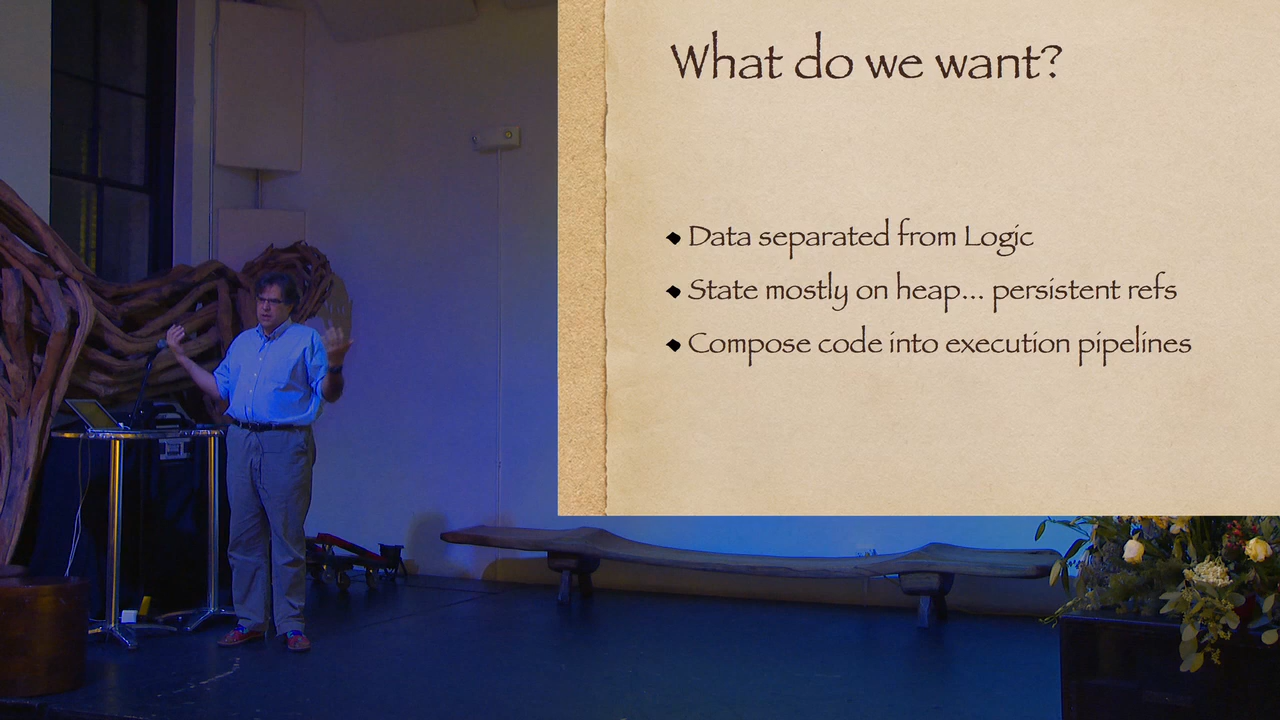 What do we want?
Data separated from Logic
State mostly on heap... persistent refs
Compose code into execution pipelines